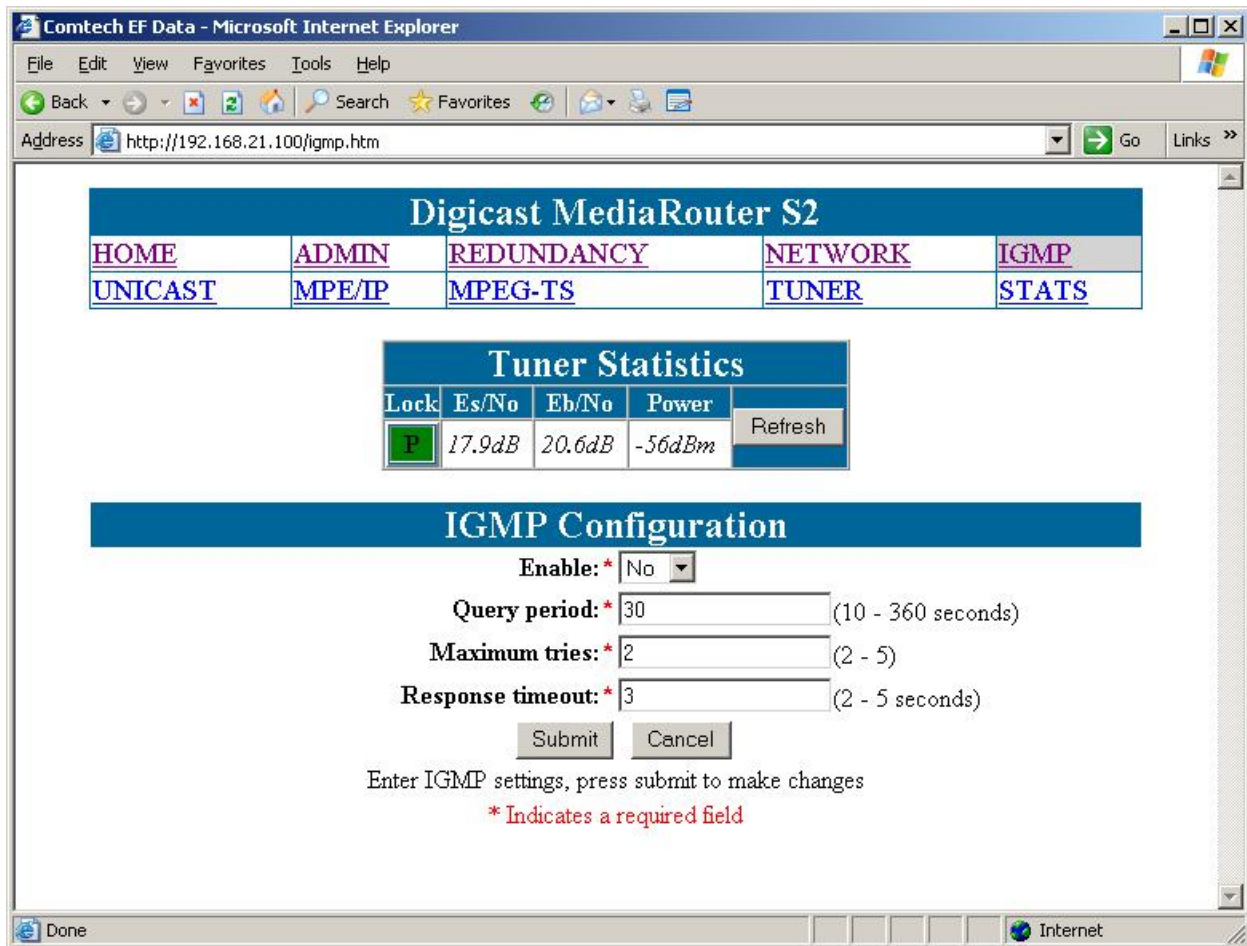 Comtech EF Data - Microsoft Internet Explorer
File Edit View Favorites Tools Help
Back Search Favorites
Address http://192.168.21.100/igmp.htm Go Links »
Digicast MediaRouter S2
HOME ADMIN REDUNDANCY NETWORK IGMP
UNICAST MPE/IP MPEG-TS TUNER STATS
Tuner Statistics
Lock Es/No Eb/No Power
P 17.9dB 20.6dB -56dBm Refresh
IGMP Configuration
Enable:* No
Query period:* 30 (10 - 360 seconds)
Maximum tries:* 2 (2 - 5)
Response timeout:* 3 (2 - 5 seconds)
Submit Cancel
Enter IGMP settings, press submit to make changes
* Indicates a required field
Done Internet